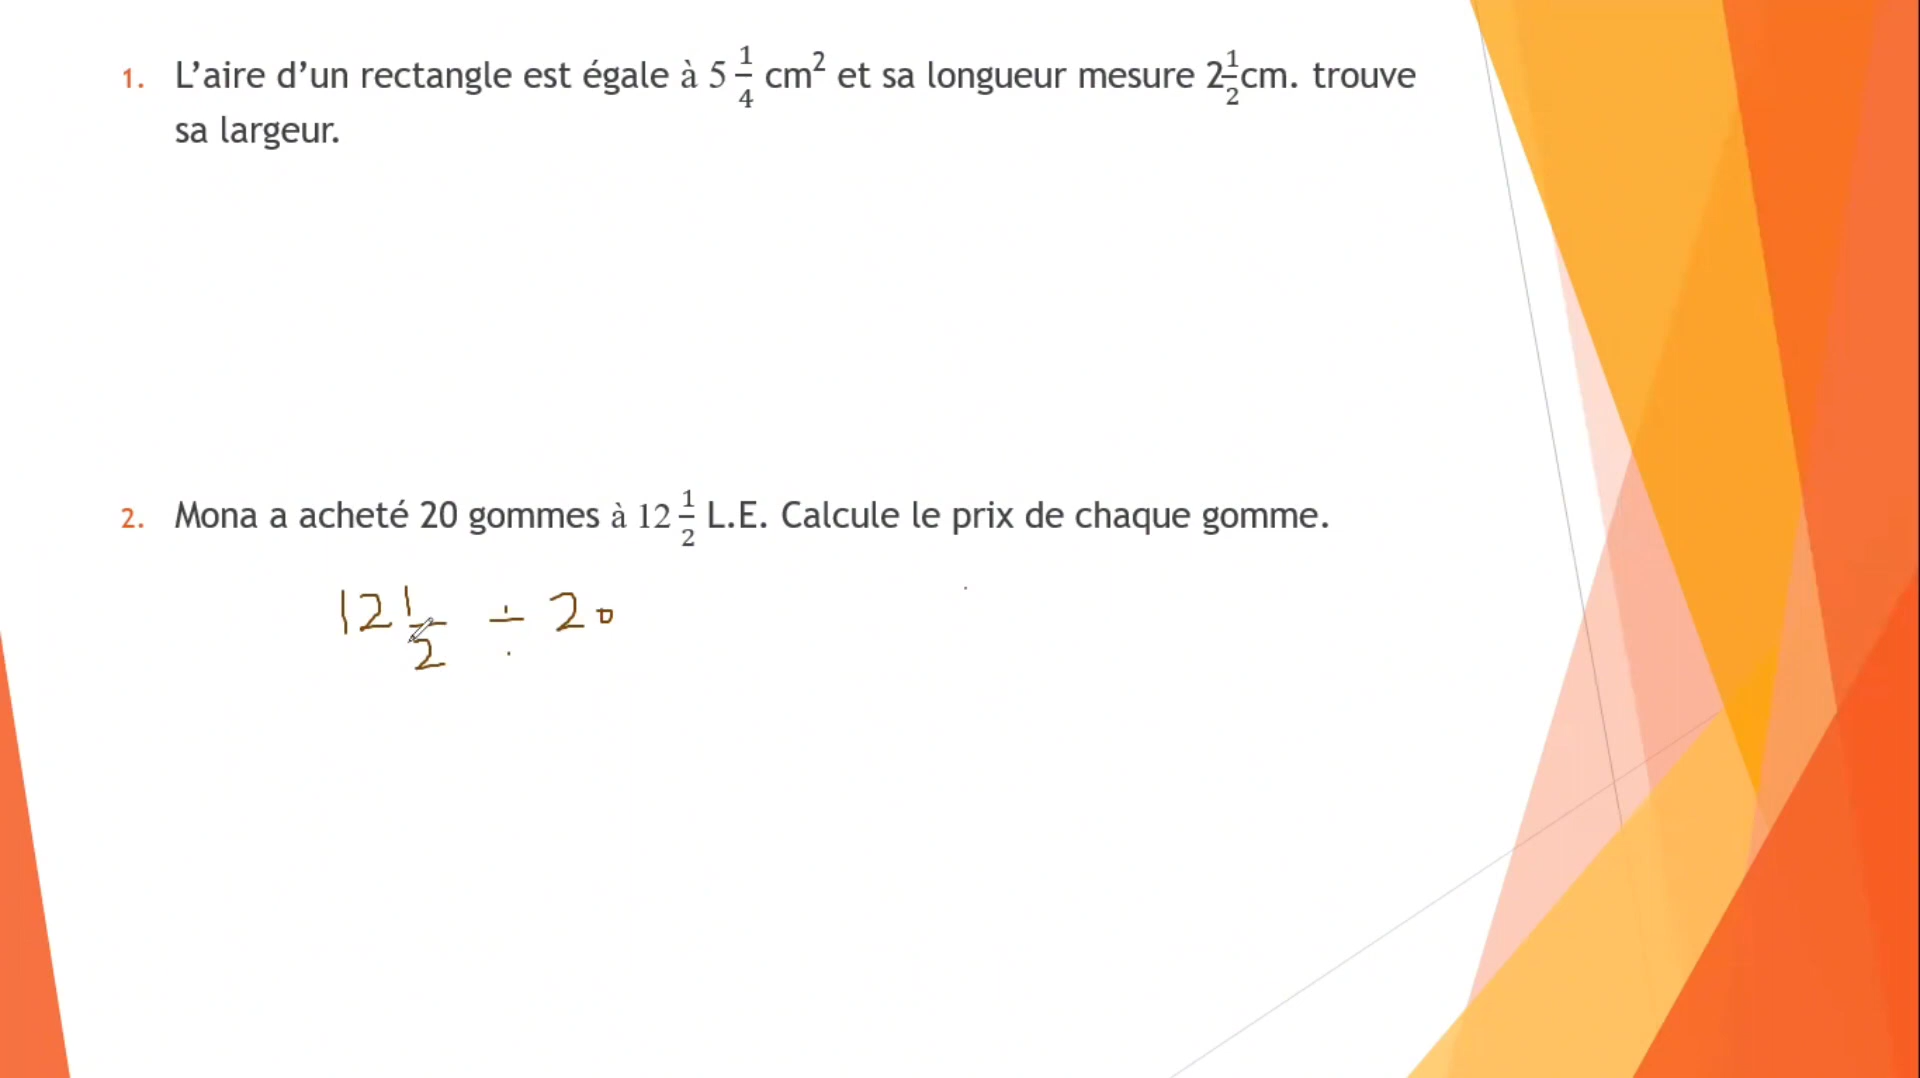 1. L’aire d’un rectangle est égale à 5 1/4 cm² et sa longueur mesure 2 1/2 cm. trouve
sa largeur.
2. Mona a acheté 20 gommes à 12 1/2 L.E. Calcule le prix de chaque gomme.
12 1/2 ÷ 20